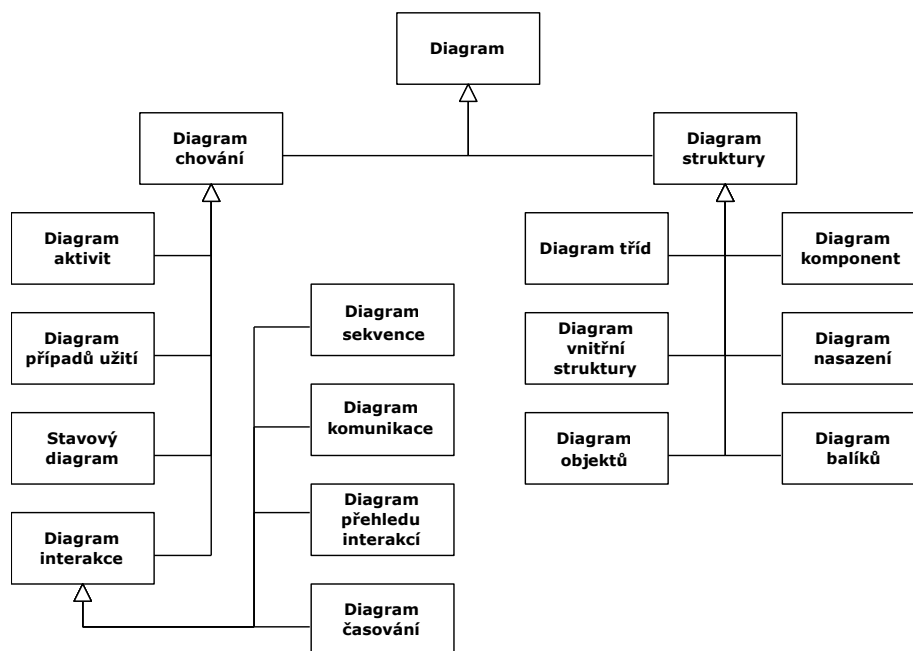 Diagram
Diagram
chování
Diagram
struktury
Diagram
aktivit
Diagram
případů užití
Stavový
diagram
Diagram
interakce
Diagram
sekvence
Diagram
komunikace
Diagram
přehledu
interakcí
Diagram
časování
Diagram tříd
Diagram
vnitřní
struktury
Diagram
objektů
Diagram
komponent
Diagram
nasazení
Diagram
balíků